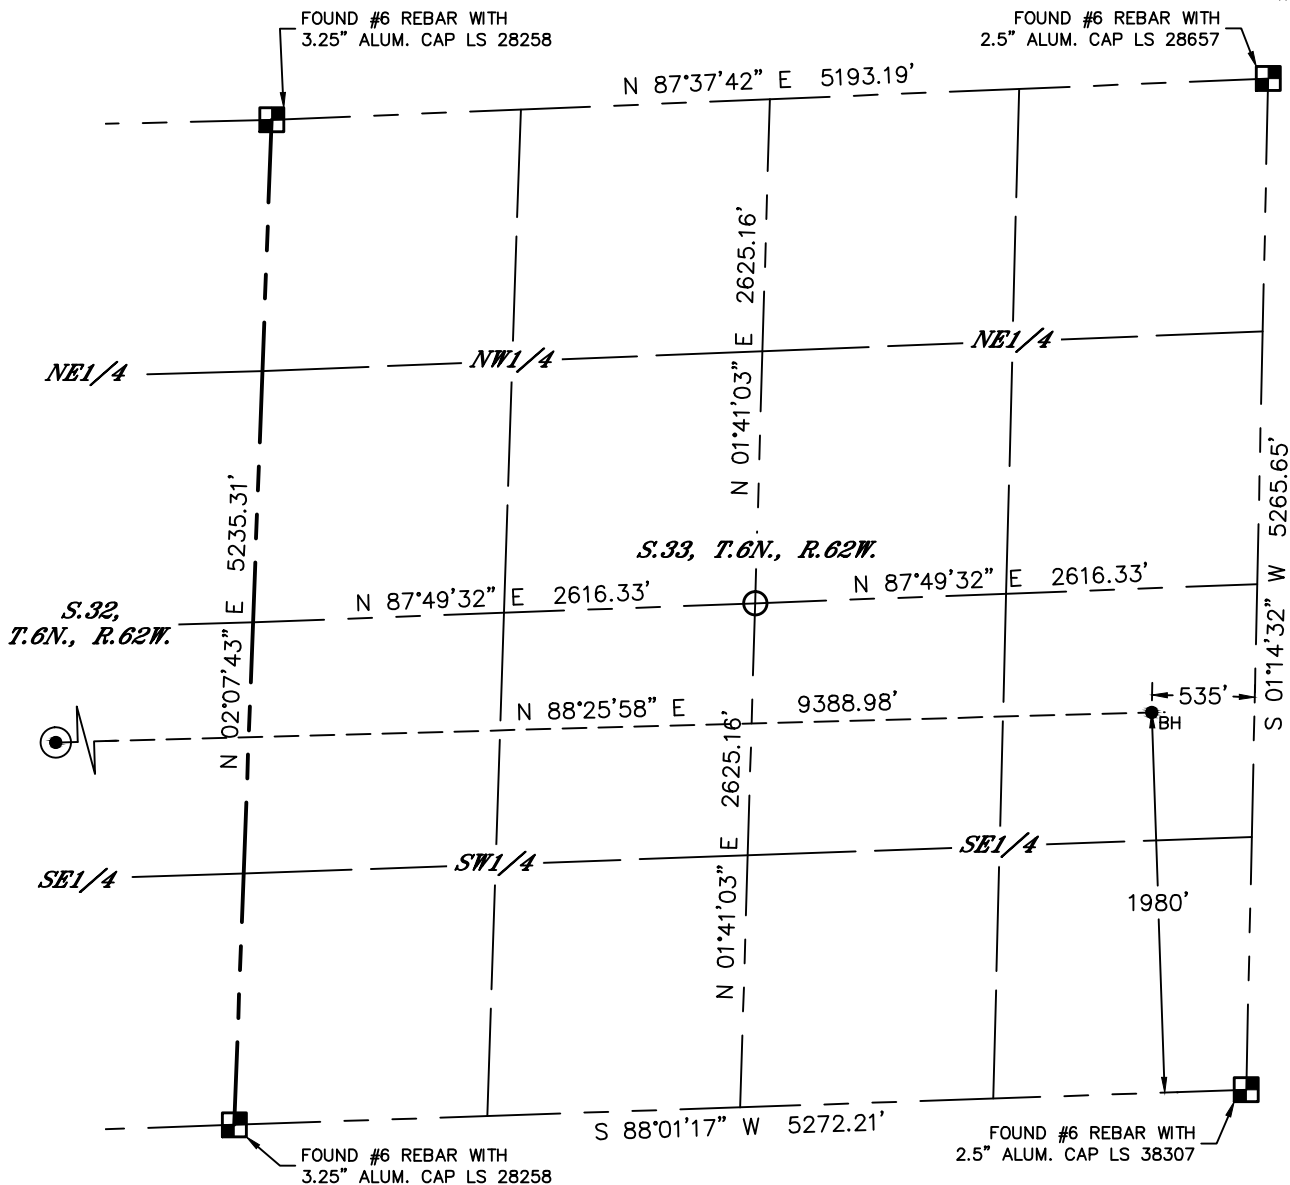 FOUND #6 REBAR WITH
3.25" ALUM. CAP LS 28258
FOUND #6 REBAR WITH
2.5" ALUM. CAP LS 28657
N 87°37'42" E 5193.19'
N 01°41'03" E 2625.16'
NE1/4
NW1/4
NE1/4
N 02°07'43" E 5235.31'
S 01°14'32" W 5265.65'
S.33, T.6N., R.62W.
N 87°49'32" E 2616.33'
N 87°49'32" E 2616.33'
S.32,
T.6N., R.62W.
535'
N 88°25'58" E 9388.98'
BH
N 01°41'03" E 2625.16'
SE1/4
SW1/4
SE1/4
1980'
S 88°01'17" W 5272.21'
FOUND #6 REBAR WITH
3.25" ALUM. CAP LS 28258
FOUND #6 REBAR WITH
2.5" ALUM. CAP LS 38307